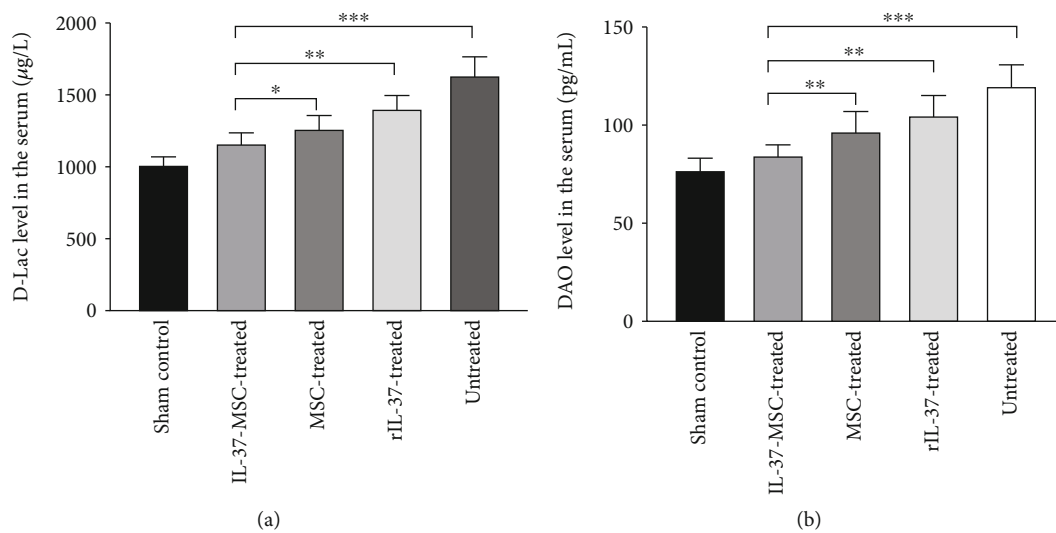 D-Lac level in the serum (μg/L)
2000
1500
1000
500
0
***
**
*
Sham control
IL-37-MSC-treated
MSC-treated
rIL-37-treated
Untreated
(a)
DAO level in the serum (pg/mL)
150
100
50
0
***
**
**
Sham control
IL-37-MSC-treated
MSC-treated
rIL-37-treated
Untreated
(b)